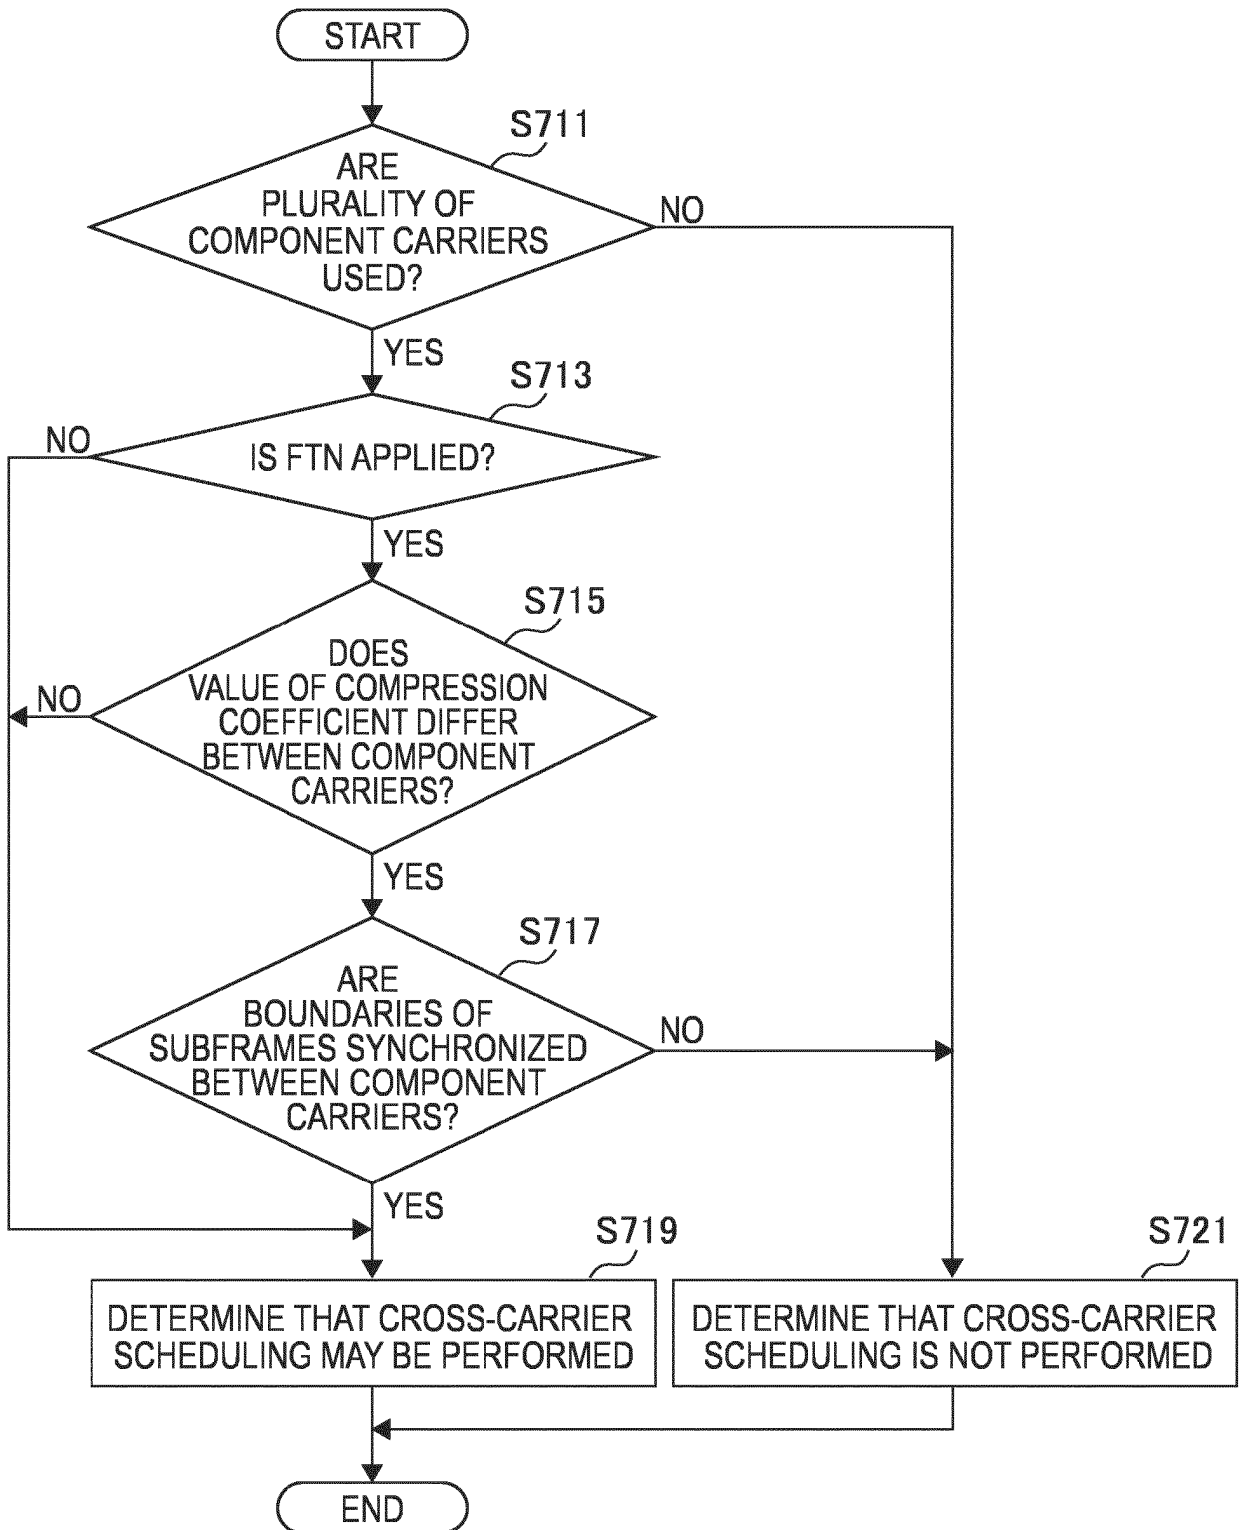 START
S711
ARE
PLURALITY OF
COMPONENT CARRIERS
USED?
NO
YES
S713
NO
IS FTN APPLIED?
YES
S715
DOES
VALUE OF COMPRESSION
COEFFICIENT DIFFER
BETWEEN COMPONENT
CARRIERS?
NO
YES
S717
ARE
BOUNDARIES OF
SUBFRAMES SYNCHRONIZED
BETWEEN COMPONENT
CARRIERS?
NO
YES
S719
DETERMINE THAT CROSS-CARRIER
SCHEDULING MAY BE PERFORMED
S721
DETERMINE THAT CROSS-CARRIER
SCHEDULING IS NOT PERFORMED
END